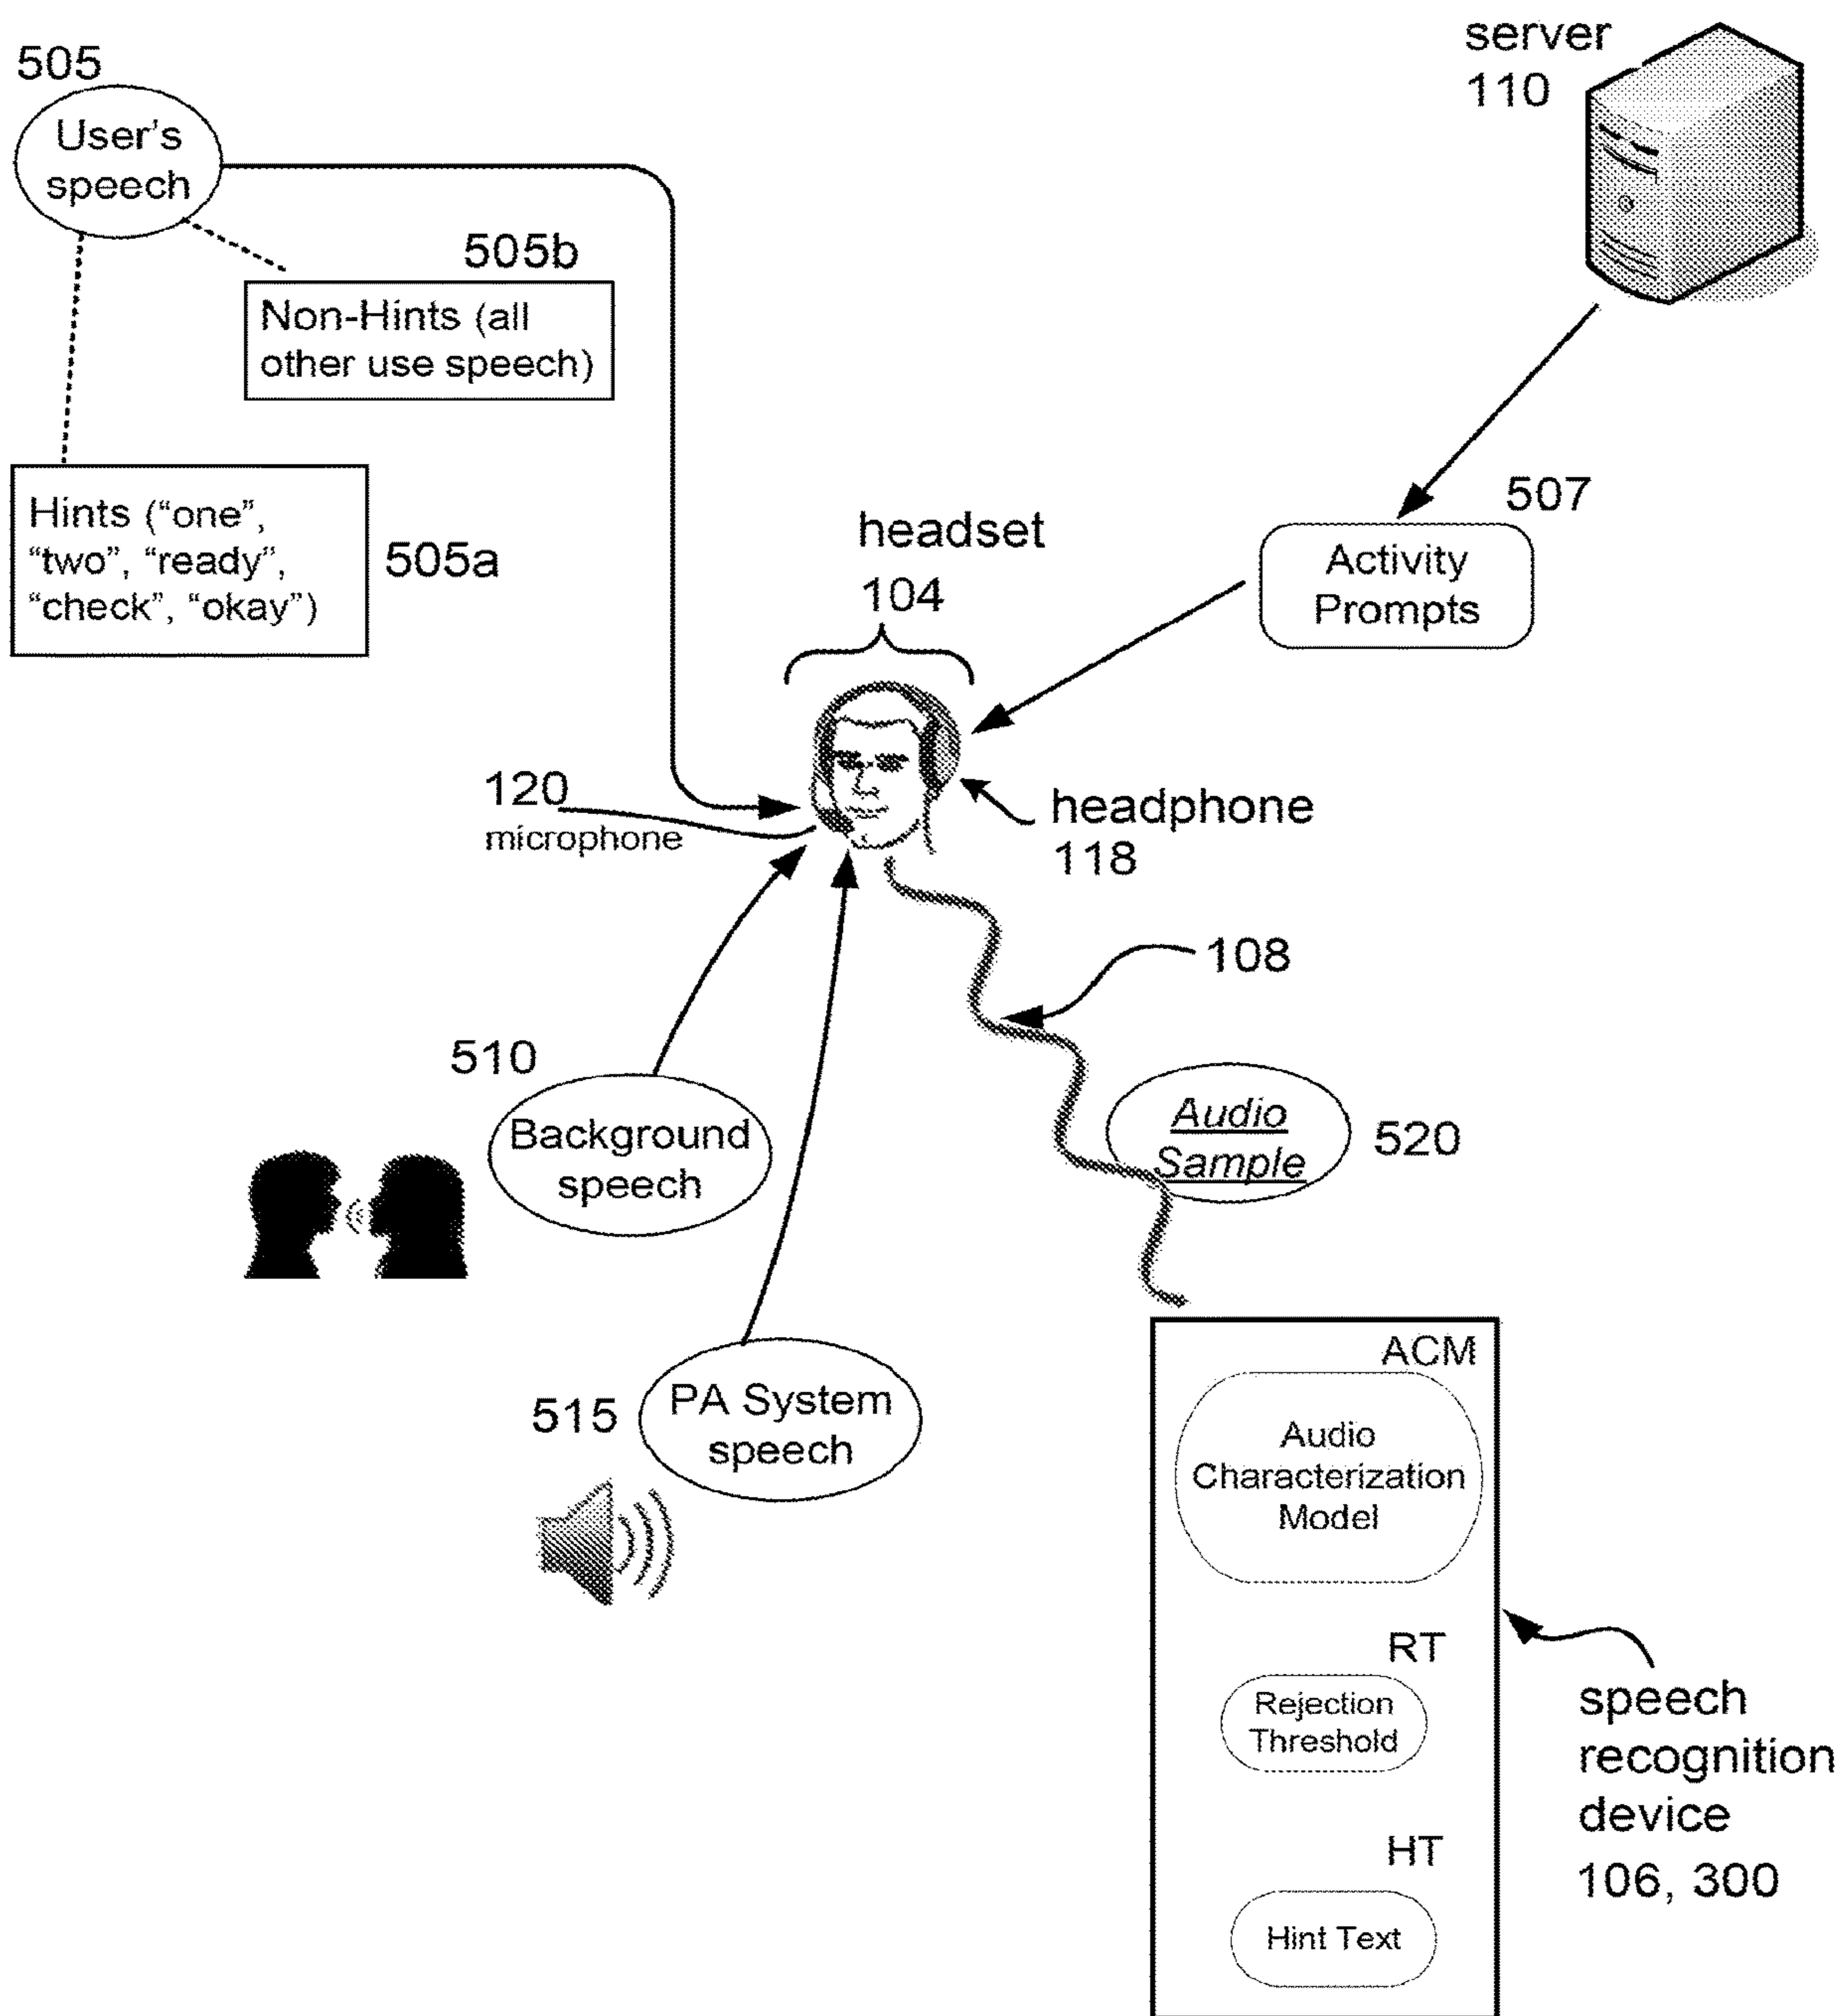 505
User's
speech
505b
Non-Hints (all
other use speech)
Hints (“one”,
“two”, “ready”,
“check”, “okay”)
505a
server
110
507
Activity
Prompts
headset
104
120
microphone
headphone
118
108
510
Background
speech
Audio
Sample
520
515
PA System
speech
ACM
Audio
Characterization
Model
RT
Rejection
Threshold
HT
Hint Text
speech
recognition
device
106, 300